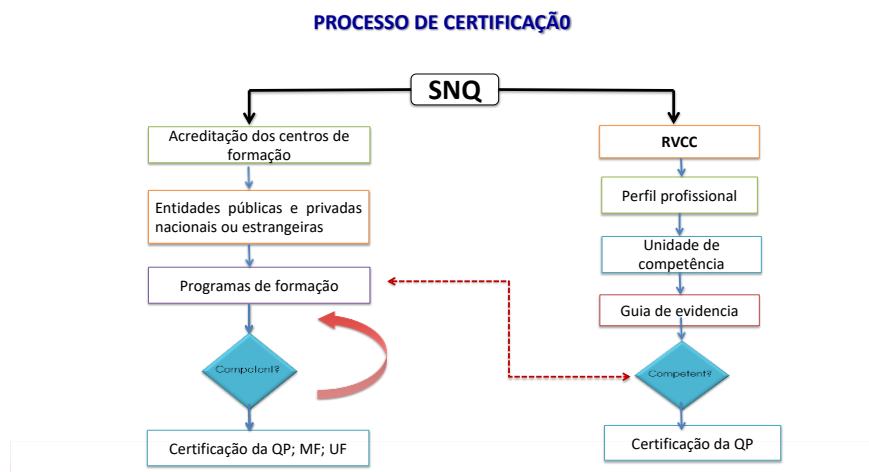 PROCESSO DE CERTIFICAÇÃ0
SNQ
Acreditação dos centros de
formação
Entidades públicas e privadas
nacionais ou estrangeiras
Programas de formação
Competent?
Certificação da QP; MF; UF
RVCC
Perfil profissional
Unidade de
competência
Guia de evidencia
Competent?
Certificação da QP